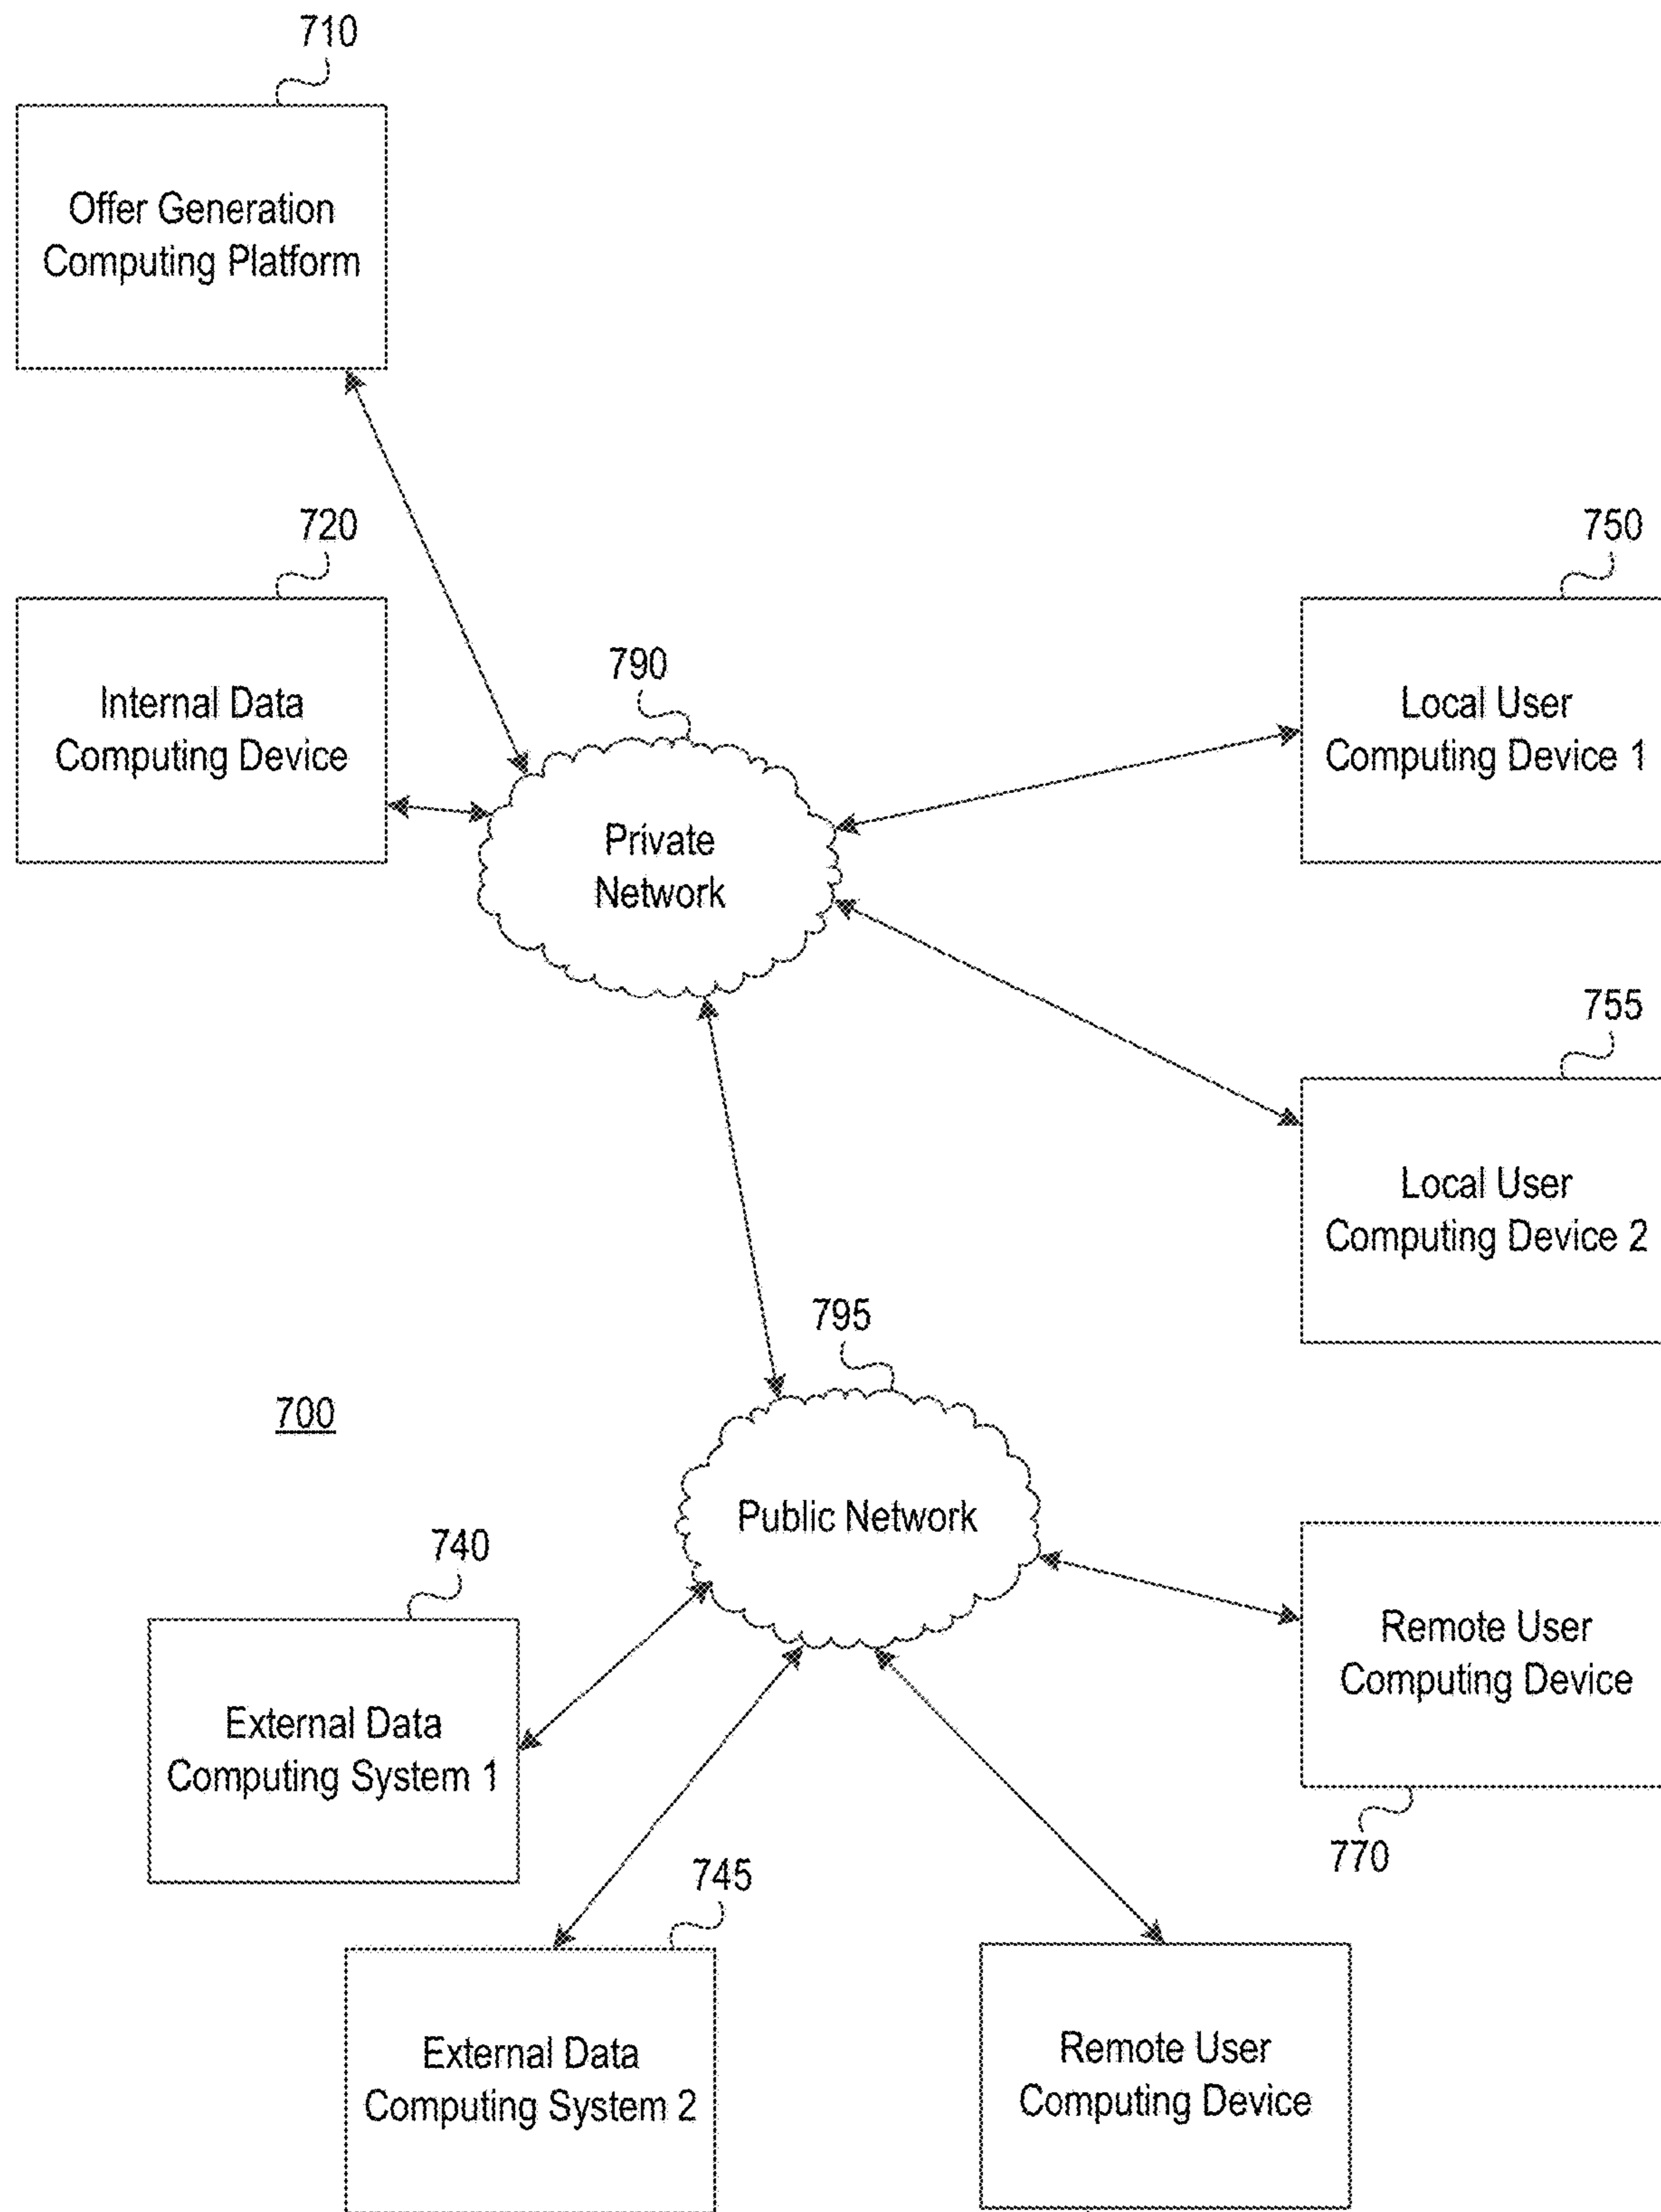 710
Offer Generation
Computing Platform
720
Internal Data
Computing Device
790
Private
Network
750
Local User
Computing Device 1
755
Local User
Computing Device 2
795
Public Network
700
740
External Data
Computing System 1
745
External Data
Computing System 2
Remote User
Computing Device
770
Remote User
Computing Device